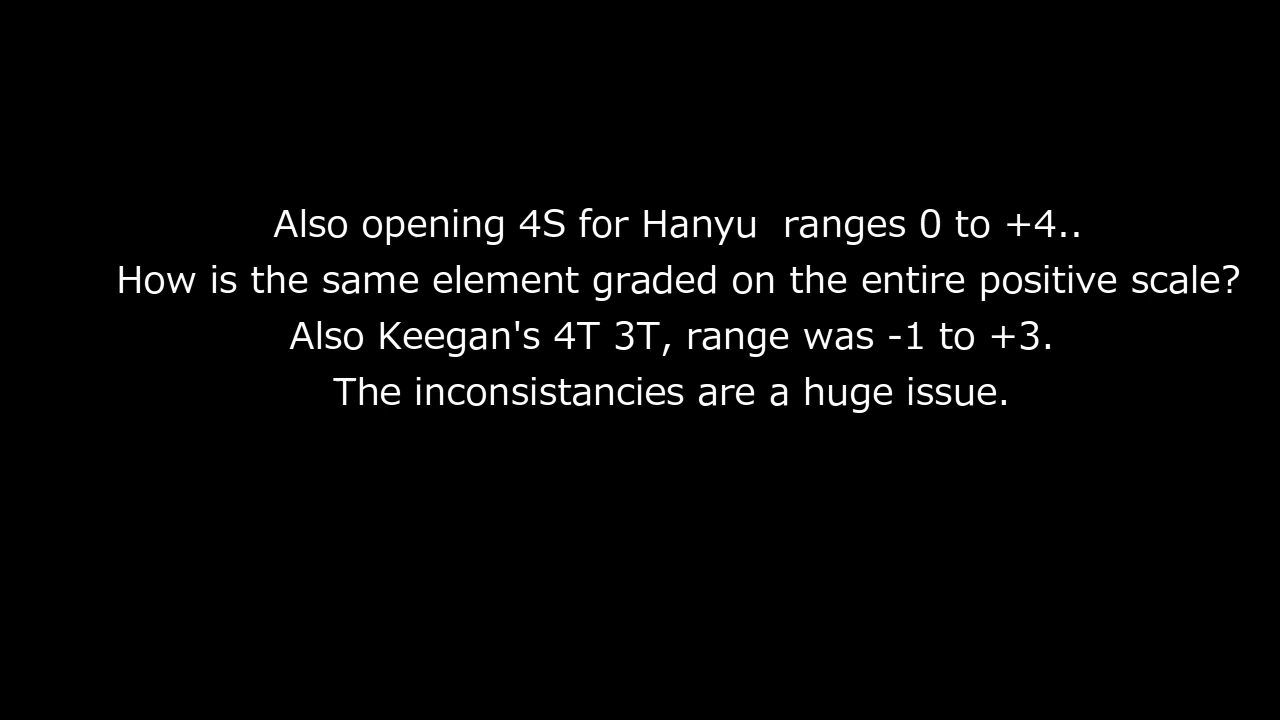 Also opening 4S for Hanyu  ranges 0 to +4..
How is the same element graded on the entire positive scale?
Also Keegan's 4T 3T, range was -1 to +3.
The inconsistancies are a huge issue.